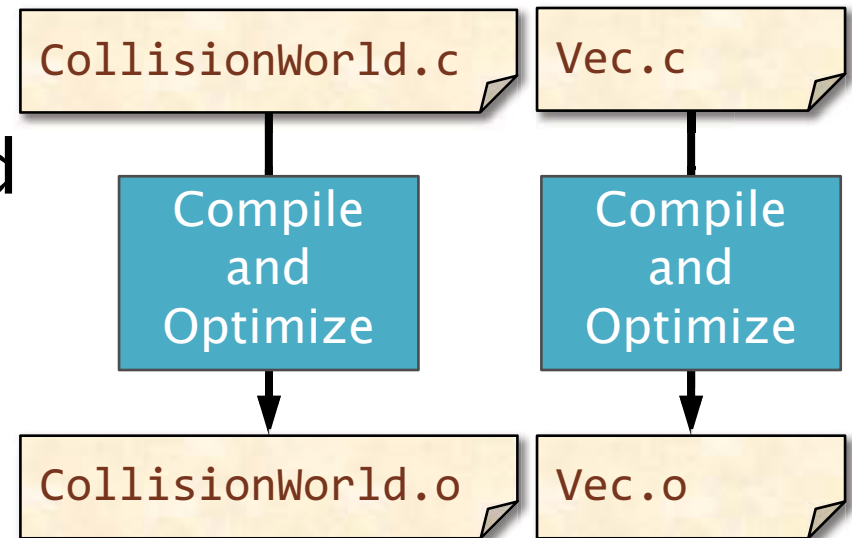 CollisionWorld.c
Vec.c
d
Compile
and
Optimize
Compile
and
Optimize
CollisionWorld.o
Vec.o